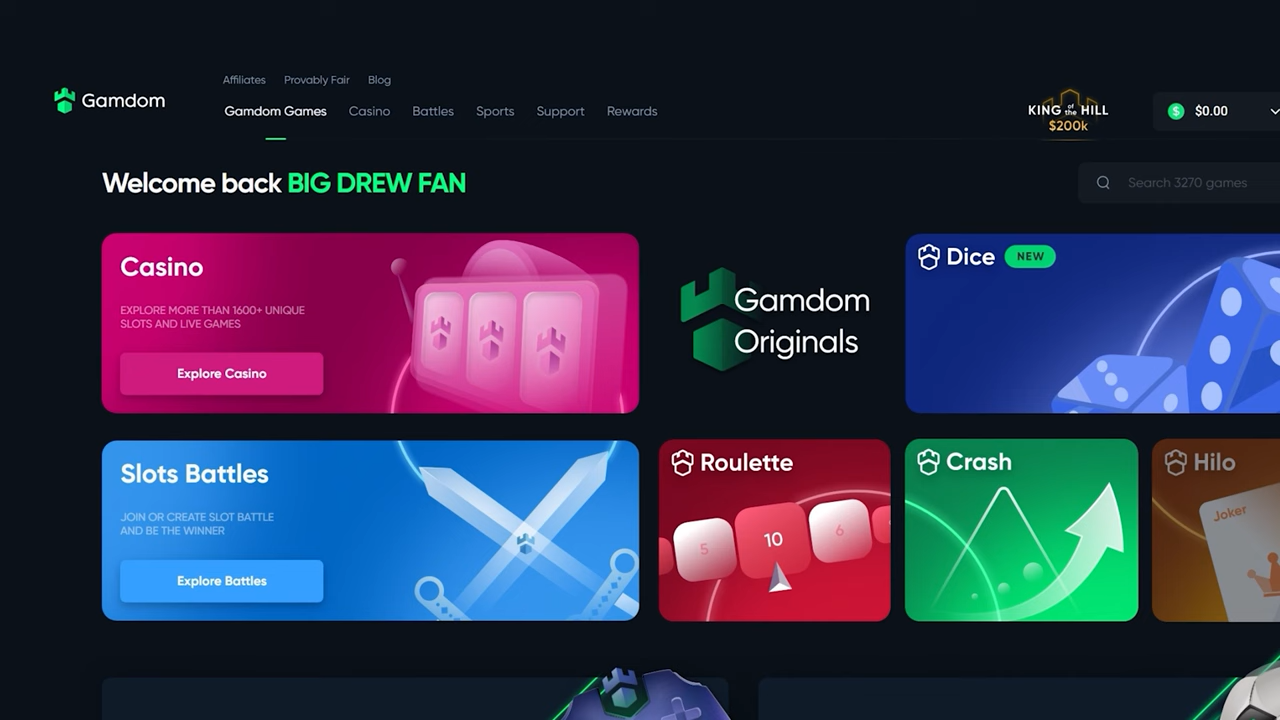 Affiliates Provably Fair Blog
Gamdom
Gamdom Games Casino Battles Sports Support Rewards
KING of the HILL
$200k
$ $0.00
Welcome back BIG DREW FAN
Search 3270 games
Casino
EXPLORE MORE THAN 1600+ UNIQUE
SLOTS AND LIVE GAMES
Explore Casino
Gamdom
Originals
Dice NEW
Slots Battles
JOIN OR CREATE SLOT BATTLE
AND BE THE WINNER
Explore Battles
Roulette
5 10 6
Crash
Hilo
Joker